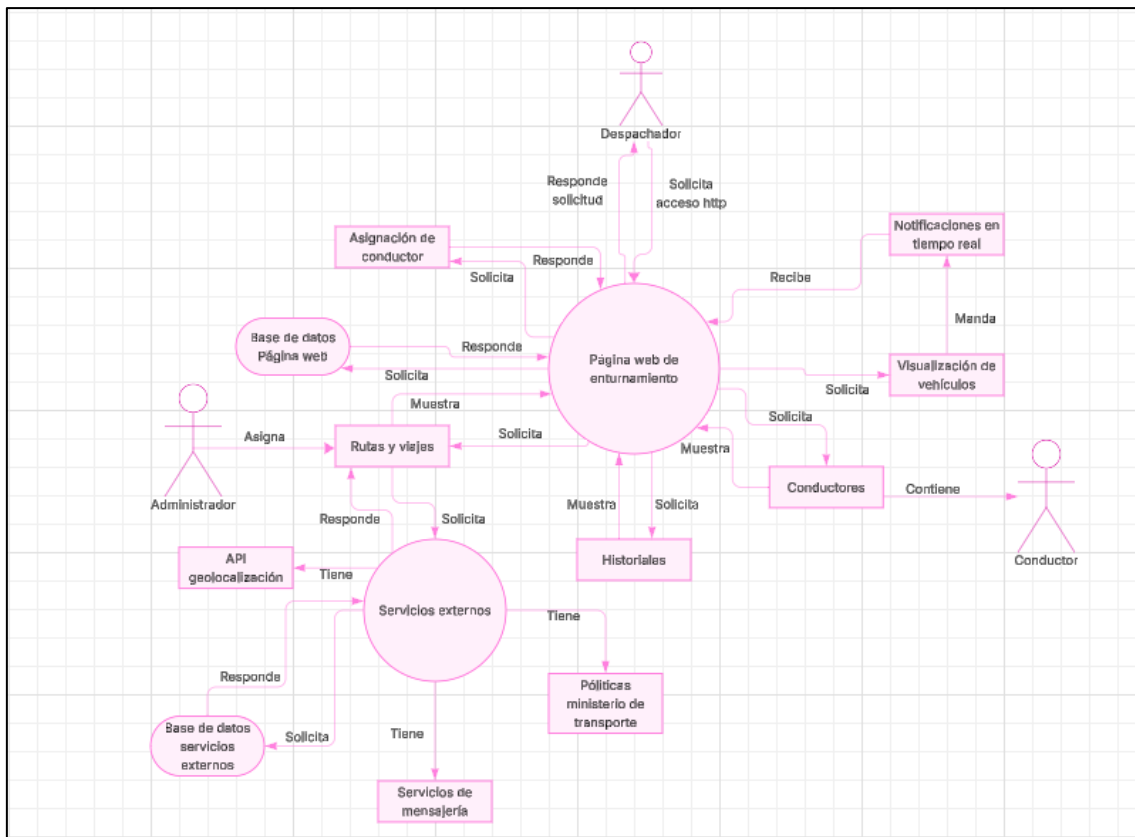 Despachador
Responde
solicitud
Solicita
acceso http
Asignación de
conductor
Responde
Solicita
Notificaciones en
tiempo real
Recibe
Manda
Base de datos
Página web
Responde
Solicita
Página web de
enturnamiento
Visualización de
vehículos
Solicita
Muestra
Solicita
Solicita
Muestra
Asigna
Rutas y viajes
Administrador
Conductores
Contiene
Conductor
Responde
Solicita
Muestra
Solicita
Historiales
API
geolocalización
Tiene
Servicios externos
Tiene
Responde
Póliticas
ministerio de
transporte
Base de datos
servicios
externos
Solicita
Tiene
Servicios de
mensajería